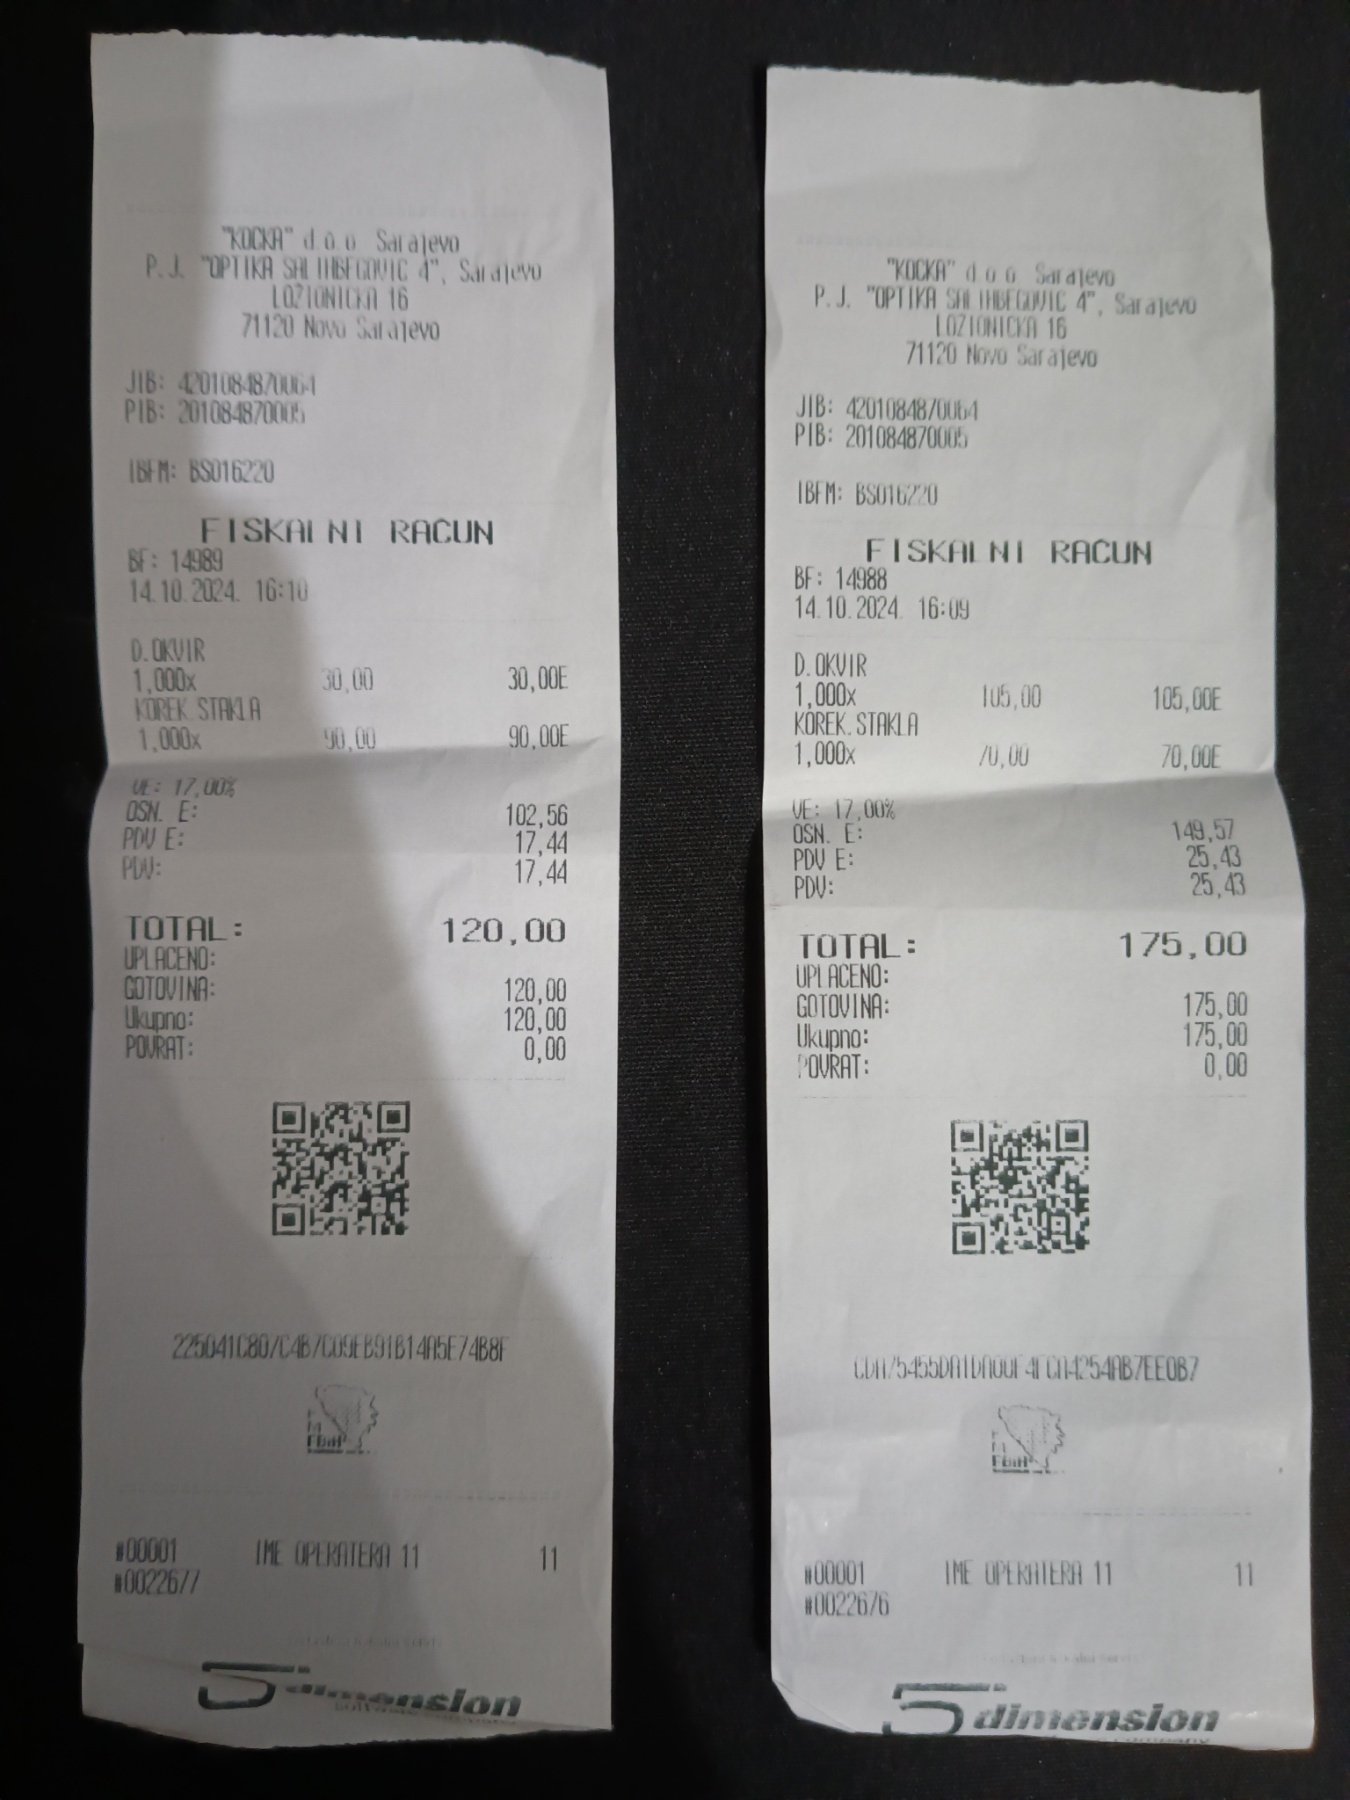 "KOCKA" d.o.o. Sarajevo
P.J. "OPTIKA SALIHBEGOVIC 4", Sarajevo
LOZIONICKA 16
71120 Novo Sarajevo
JIB: 4201084870064
PIB: 201084870005
IBFM: BS016220
FISKALNI RACUN
BF: 14989
14.10.2024. 16:10
D.OKVIR
1,000x 30,00 30,00E
KOREK.STAKLA
1,000x 90,00 90,00E
VE: 17,00%
OSN. E: 102,56
PDV E: 17,44
PDV: 17,44
TOTAL: 120,00
UPLACENO:
GOTOVINA: 120,00
Ukupno: 120,00
POVRAT: 0,00
FBiH
#00001 IME OPERATERA 11 11
#0022677
5dimension
"KOCKA" d.o.o. Sarajevo
P.J. "OPTIKA SALIHBEGOVIC 4", Sarajevo
LOZIONICKA 16
71120 Novo Sarajevo
JIB: 4201084870064
PIB: 201084870005
IBFM: BS016220
FISKALNI RACUN
BF: 14988
14.10.2024. 16:09
D.OKVIR
1,000x 105,00 105,00E
KOREK.STAKLA
1,000x 70,00 70,00E
VE: 17,00%
OSN. E: 149,57
PDV E: 25,43
PDV: 25,43
TOTAL: 175,00
UPLACENO:
GOTOVINA: 175,00
Ukupno: 175,00
POVRAT: 0,00
FBiH
#00001 IME OPERATERA 11 11
#0022676
5dimension